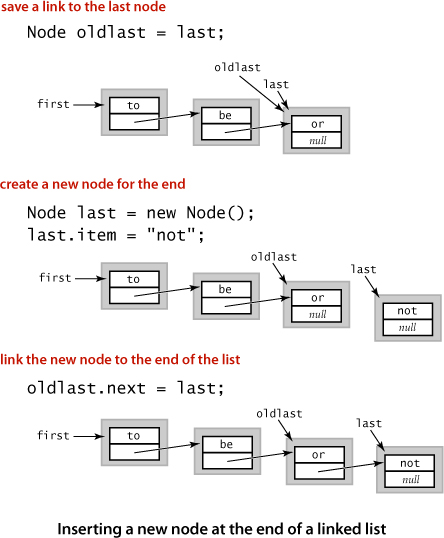 save a link to the last node
Node oldlast = last;
oldlast
last
first
to
be
or
null
create a new node for the end
Node last = new Node();
last.item = "not";
oldlast
last
first
to
be
or
null
not
null
link the new node to the end of the list
oldlast.next = last;
oldlast
last
first
to
be
or
not
null
Inserting a new node at the end of a linked list